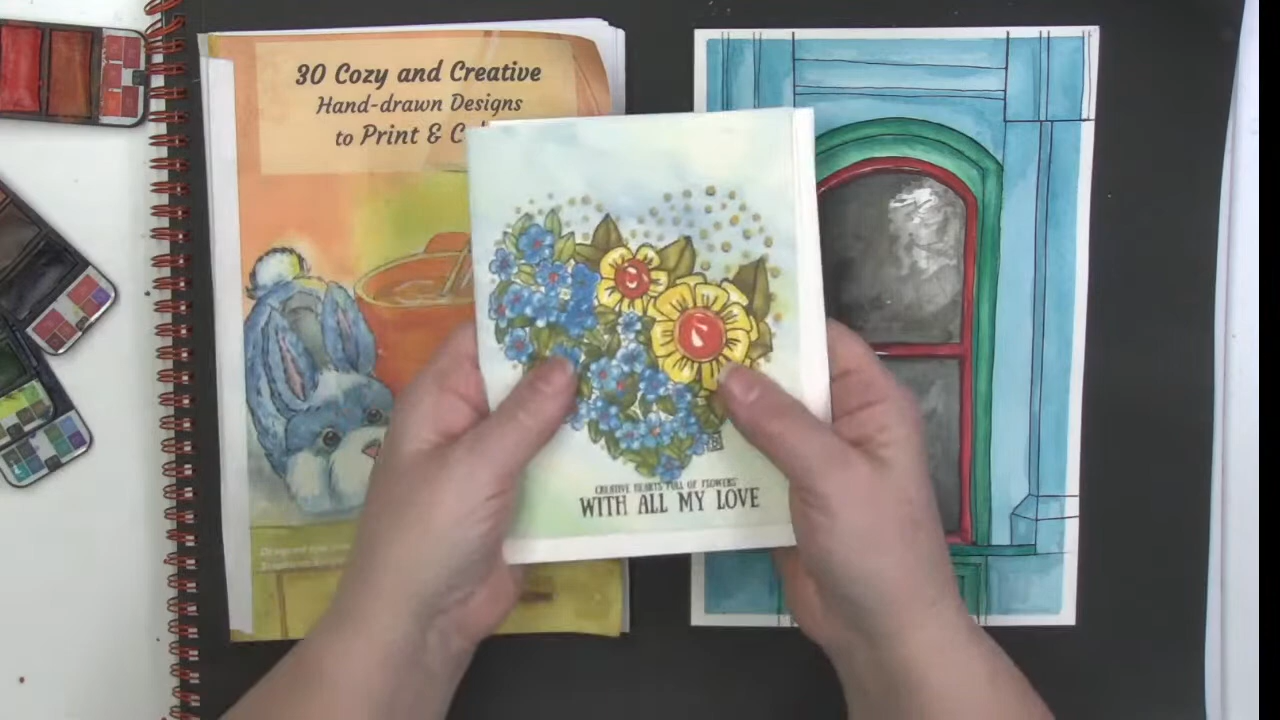 30 Cozy and Creative
Hand-drawn Designs
to Print &
CREATIVE HEARTS FULL OF FLOWERS
WITH ALL MY LOVE